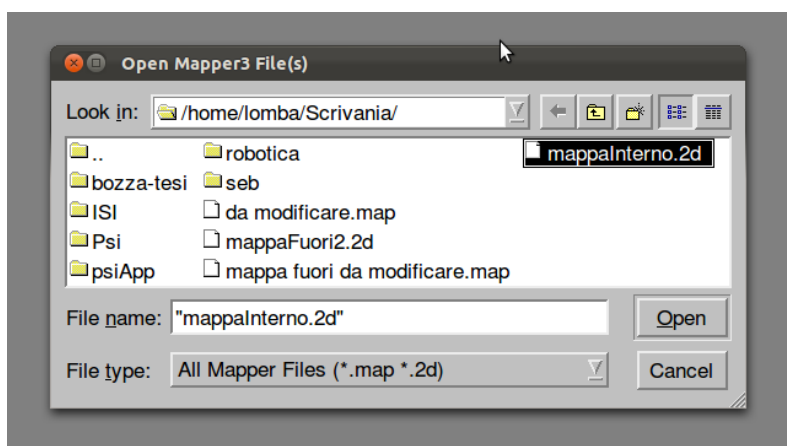 Open Mapper3 File(s)
Look in: /home/lomba/Scrivania/
.. robotica mappaInterno.2d
bozza-tesi seb
ISI da modificare.map
Psi mappaFuori2.2d
psiApp mappa fuori da modificare.map
File name: "mappaInterno.2d" Open
File type: All Mapper Files (*.map *.2d) Cancel